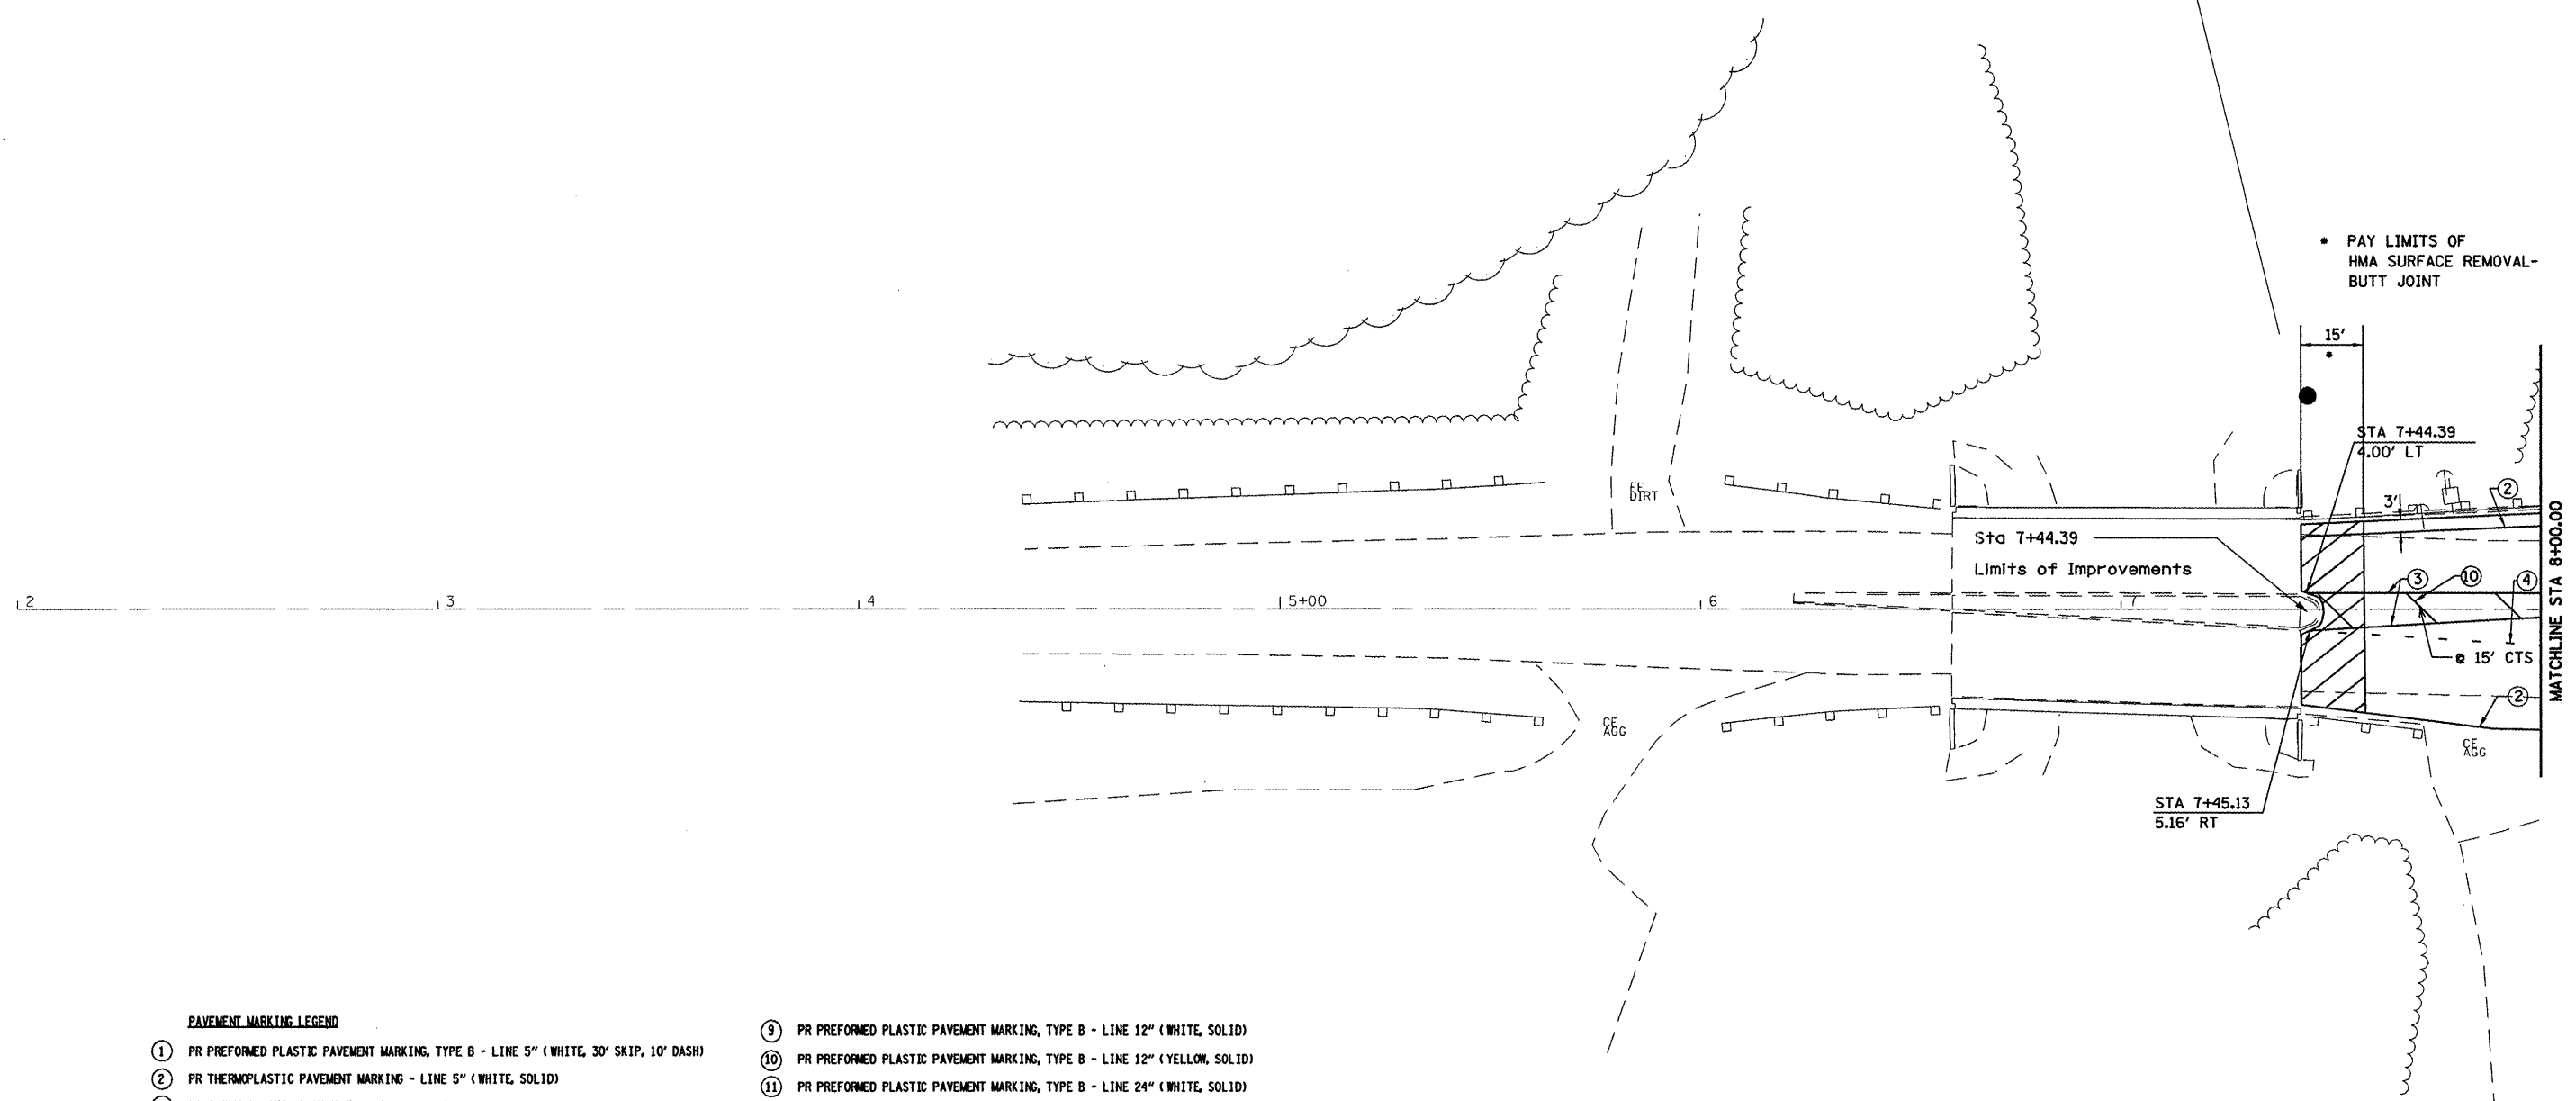 * PAY LIMITS OF
HMA SURFACE REMOVAL-
BUTT JOINT
15'
*
STA 7+44.39
4.00' LT
FE
DIRT
3'
2
Sta 7+44.39
Limits of Improvements
3
10
4
2
3
4
5+00
6
7
@ 15' CTS
MATCHLINE STA 8+00.00
2
CE
AGG
CE
AGG
STA 7+45.13
5.16' RT
PAVEMENT MARKING LEGEND
1 PR PREFORMED PLASTIC PAVEMENT MARKING, TYPE B - LINE 5" (WHITE, 30' SKIP, 10' DASH)
2 PR THERMOPLASTIC PAVEMENT MARKING - LINE 5" (WHITE, SOLID)
9 PR PREFORMED PLASTIC PAVEMENT MARKING, TYPE B - LINE 12" (WHITE, SOLID)
10 PR PREFORMED PLASTIC PAVEMENT MARKING, TYPE B - LINE 12" (YELLOW, SOLID)
11 PR PREFORMED PLASTIC PAVEMENT MARKING, TYPE B - LINE 24" (WHITE, SOLID)